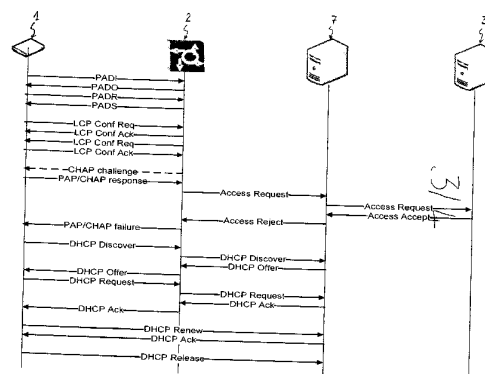 1
2
7
3
PADI
PADO
PADR
PADS
LCP Conf Req
LCP Conf Ack
LCP Conf Req
LCP Conf Ack
CHAP challenge
PAP/CHAP response
Access Request
Access Request
Access Accept
Access Reject
PAP/CHAP failure
DHCP Discover
DHCP Discover
DHCP Offer
DHCP Offer
DHCP Request
DHCP Request
DHCP Ack
DHCP Ack
DHCP Renew
DHCP Ack
DHCP Release
3/4